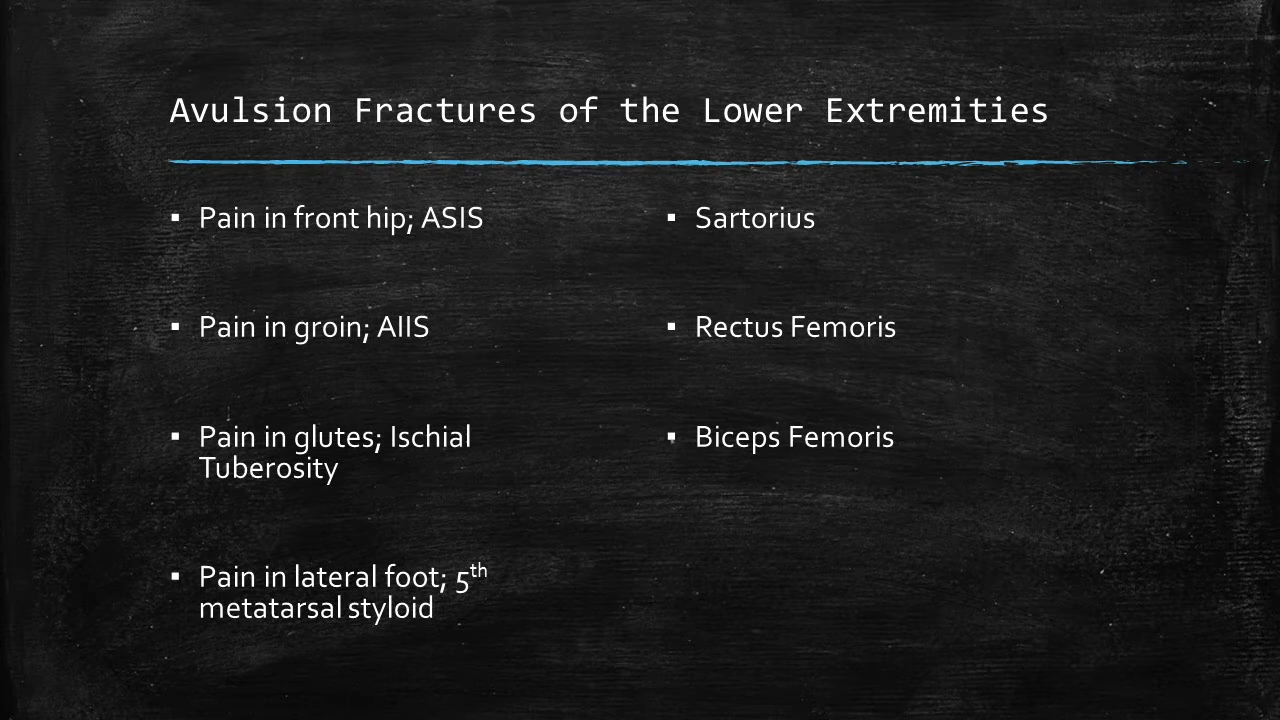 Avulsion Fractures of the Lower Extremities
▪ Pain in front hip; ASIS
▪ Pain in groin; AIIS
▪ Pain in glutes; Ischial
Tuberosity
▪ Pain in lateral foot; 5th
metatarsal styloid
▪ Sartorius
▪ Rectus Femoris
▪ Biceps Femoris